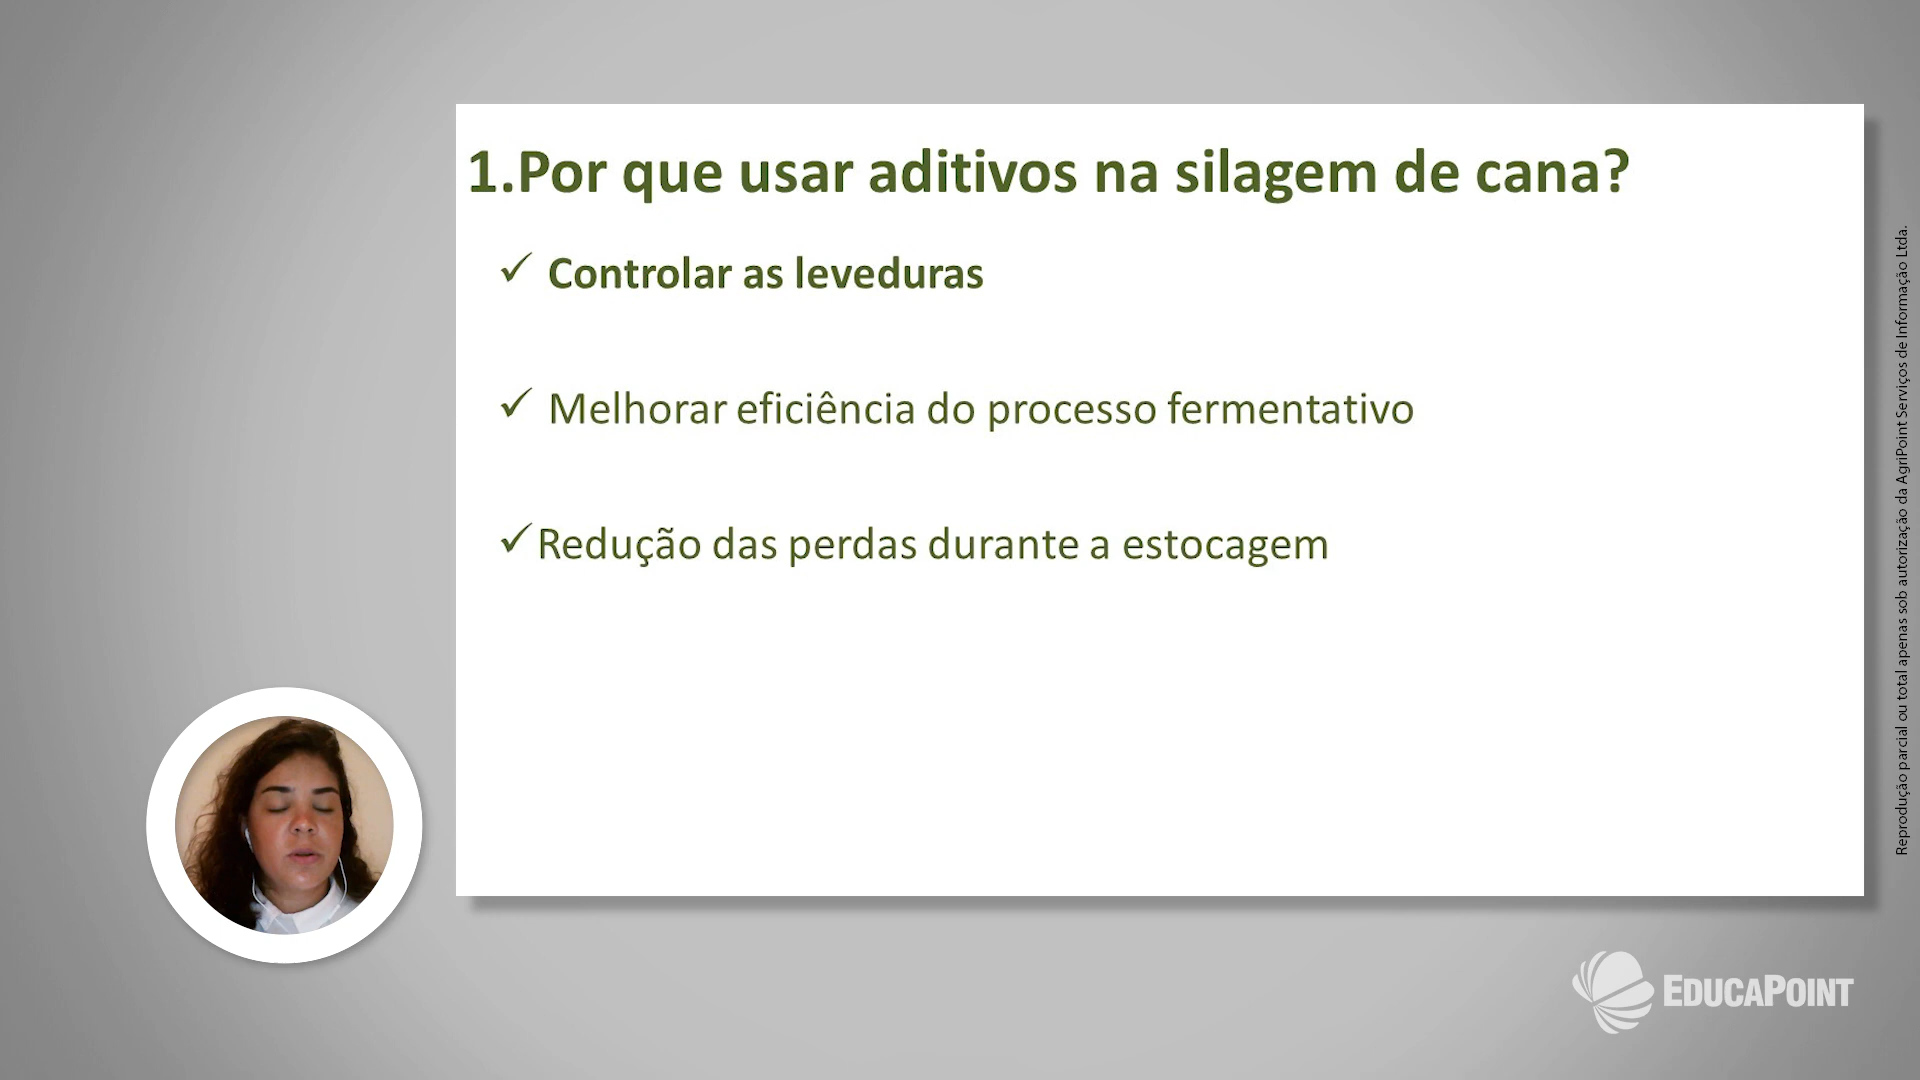 1.Por que usar aditivos na silagem de cana?
✓ Controlar as leveduras
✓ Melhorar eficiência do processo fermentativo
✓Redução das perdas durante a estocagem
Reprodução parcial ou total apenas sob autorização da AgriPoint Serviços de Informação Ltda.
EDUCAPOINT